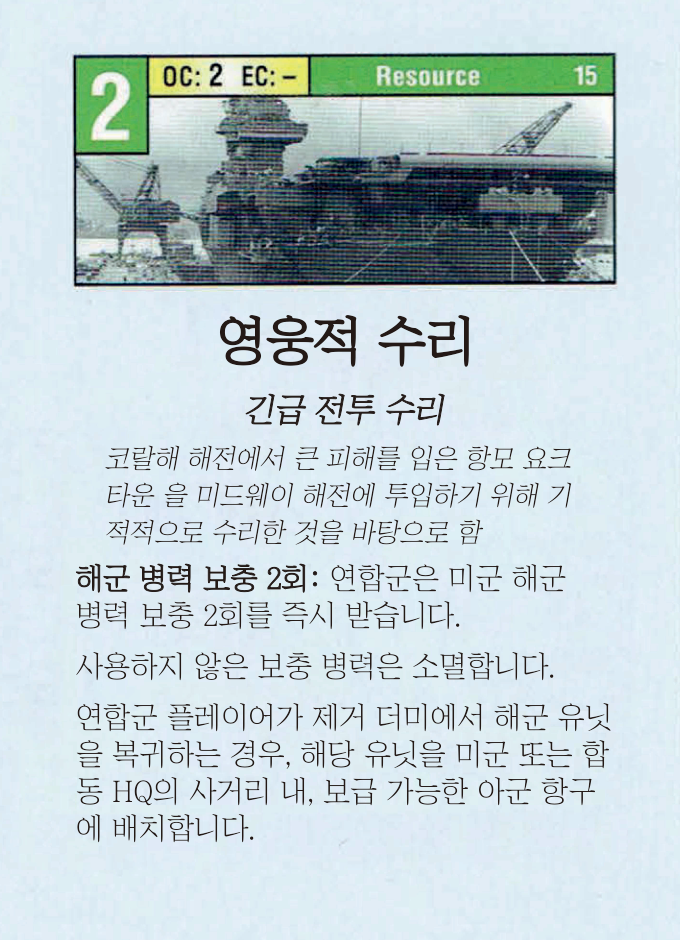 2
OC: 2 EC: – Resource 15
영웅적 수리
긴급 전투 수리
코랄해 해전에서 큰 피해를 입은 항모 요크
타운 을 미드웨이 해전에 투입하기 위해 기
적적으로 수리한 것을 바탕으로 함
해군 병력 보충 2회: 연합군은 미군 해군
병력 보충 2회를 즉시 받습니다.
사용하지 않은 보충 병력은 소멸합니다.
연합군 플레이어가 제거 더미에서 해군 유닛
을 복귀하는 경우, 해당 유닛을 미군 또는 합
동 HQ의 사거리 내, 보급 가능한 아군 항구
에 배치합니다.